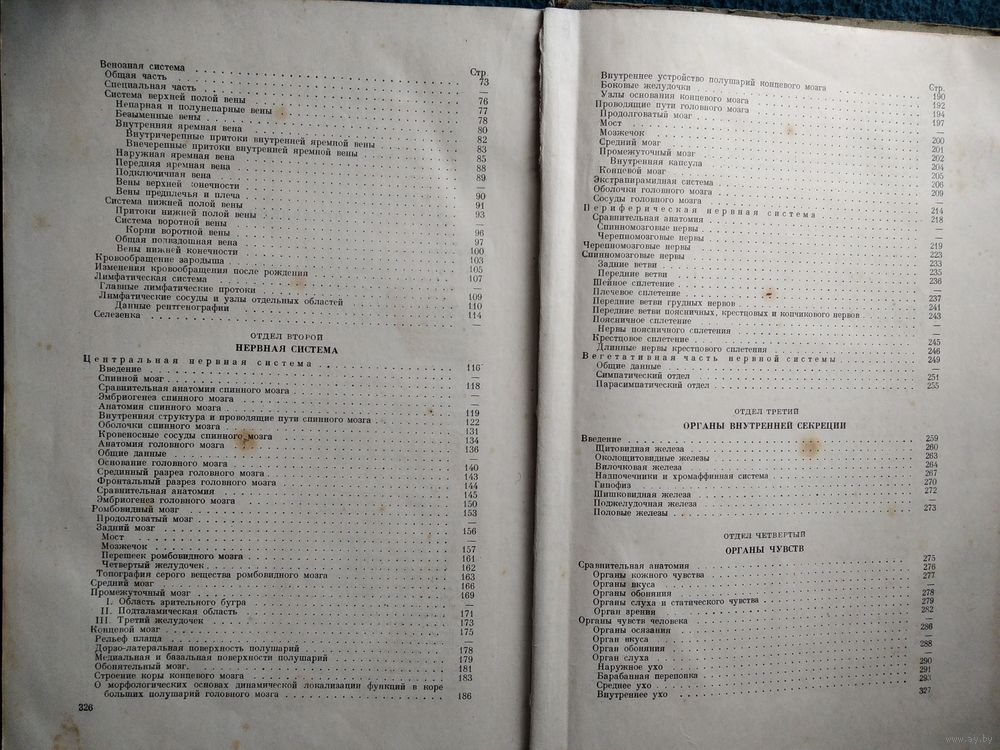 Стр.
Венозная система . . . 73
Общая часть . . . —
Специальная часть . . . 76
Система верхней полой вены . . . 77
Непарная и полунепарные вены . . . 78
Безыменные вены . . . 80
Внутренняя яремная вена . . . 82
Внутричерепные притоки внутренней яремной вены . . . 83
Внечерепные притоки внутренней яремной вены . . . 85
Наружная яремная вена . . . 88
Передняя яремная вена . . . 89
Подключичная вена . . . —
Вены верхней конечности . . . 90
Вены предплечья и плеча . . . 91
Система нижней полой вены . . . 93
Притоки нижней полой вены . . . —
Система воротной вены . . . 96
Корни воротной вены . . . 97
Общая подвздошная вена . . . 100
Вены нижней конечности . . . 103
Кровообращение зародыша . . . 105
Изменения кровообращения после рождения . . . 107
Лимфатическая система . . . —
Главные лимфатические протоки . . . 109
Лимфатические сосуды и узлы отдельных областей . . . 110
Данные рентгенографии . . . 114
Селезенка . . . —
ОТДЕЛ ВТОРОЙ
НЕРВНАЯ СИСТЕМА
Центральная нервная система . . . 116
Введение . . . —
Спинной мозг . . . 118
Сравнительная анатомия спинного мозга . . . —
Эмбриогенез спинного мозга . . . —
Анатомия спинного мозга . . . 119
Внутренняя структура и проводящие пути спинного мозга . . . 122
Оболочки спинного мозга . . . 131
Кровеносные сосуды спинного мозга . . . 134
Анатомия головного мозга . . . 136
Общие данные . . . —
Основание головного мозга . . . 140
Срединный разрез головного мозга . . . 143
Фронтальный разрез головного мозга . . . 144
Сравнительная анатомия . . . 145
Эмбриогенез головного мозга . . . 150
Ромбовидный мозг . . . 153
Продолговатый мозг . . . —
Задний мозг . . . 156
Мост . . . —
Мозжечок . . . 157
Перешеек ромбовидного мозга . . . 161
Четвертый желудочек . . . 162
Топография серого вещества ромбовидного мозга . . . 163
Средний мозг . . . 166
Промежуточный мозг . . . 169
I. Область зрительного бугра . . . —
II. Подталамическая область . . . 171
III. Третий желудочек . . . 173
Концевой мозг . . . 175
Рельеф плаща . . . —
Дорзо-латеральная поверхность полушарий . . . 178
Медиальная и базальная поверхности полушарий . . . 179
Обонятельный мозг. . . . 181
Строение коры концевого мозга . . . 183
О морфологических основах динамической локализации функций в коре
больших полушарий головного мозга . . . 186
326
Стр.
Внутреннее устройство полушарий концевого мозга . . . 190
Боковые желудочки . . . 192
Узлы основания концевого мозга . . . 194
Проводящие пути головного мозга . . . 197
Продолговатый мозг . . . —
Мост . . . 200
Мозжечок . . . 201
Средний мозг . . . 202
Промежуточный мозг . . . 204
Внутренняя капсула . . . 205
Концевой мозг . . . 206
Экстрапирамидная система . . . 209
Оболочки головного мозга . . . —
Сосуды головного мозга . . . 214
Периферическая нервная система . . . 218
Сравнительная анатомия . . . —
Спинномозговые нервы . . . —
Черепномозговые нервы . . . 219
Черепномозговые нервы . . . 223
Спинномозговые нервы . . . 233
Задние ветви . . . 235
Передние ветви . . . 236
Шейное сплетение . . . —
Плечевое сплетение . . . 237
Передние ветви грудных нервов . . . 241
Передние ветви поясничных, крестцовых и копчикового нервов . . . 243
Поясничное сплетение . . . —
Нервы поясничного сплетения . . . 245
Крестцовое сплетение . . . 246
Длинные нервы крестцового сплетения . . . 249
Вегетативная часть нервной системы . . . —
Общие данные . . . 251
Симпатический отдел . . . 255
Парасимпатический отдел
ОТДЕЛ ТРЕТИЙ
ОРГАНЫ ВНУТРЕННЕЙ СЕКРЕЦИИ
Введение . . . 259
Щитовидная железа . . . 260
Околощитовидные железы . . . 263
Вилочковая железа . . . 264
Надпочечники и хромаффинная система . . . 267
Гипофиз . . . 270
Шишковидная железа . . . 272
Поджелудочная железа . . . —
Половые железы . . . 273
ОТДЕЛ ЧЕТВЕРТЫЙ
ОРГАНЫ ЧУВСТВ
Сравнительная анатомия . . . 275
Органы кожного чувства . . . 276
Органы вкуса . . . 277
Органы обоняния . . . —
Органы слуха и статического чувства . . . 278
Орган зрения . . . 279
Органы чувств человека . . . 282
Органы осязания . . . —
Орган вкуса . . . 286
Орган обоняния . . . —
Орган слуха . . . 288
Наружное ухо . . . —
Барабанная перепонка . . . 290
Среднее ухо . . . 291
Внутреннее ухо . . . 293
327
www.ay.by